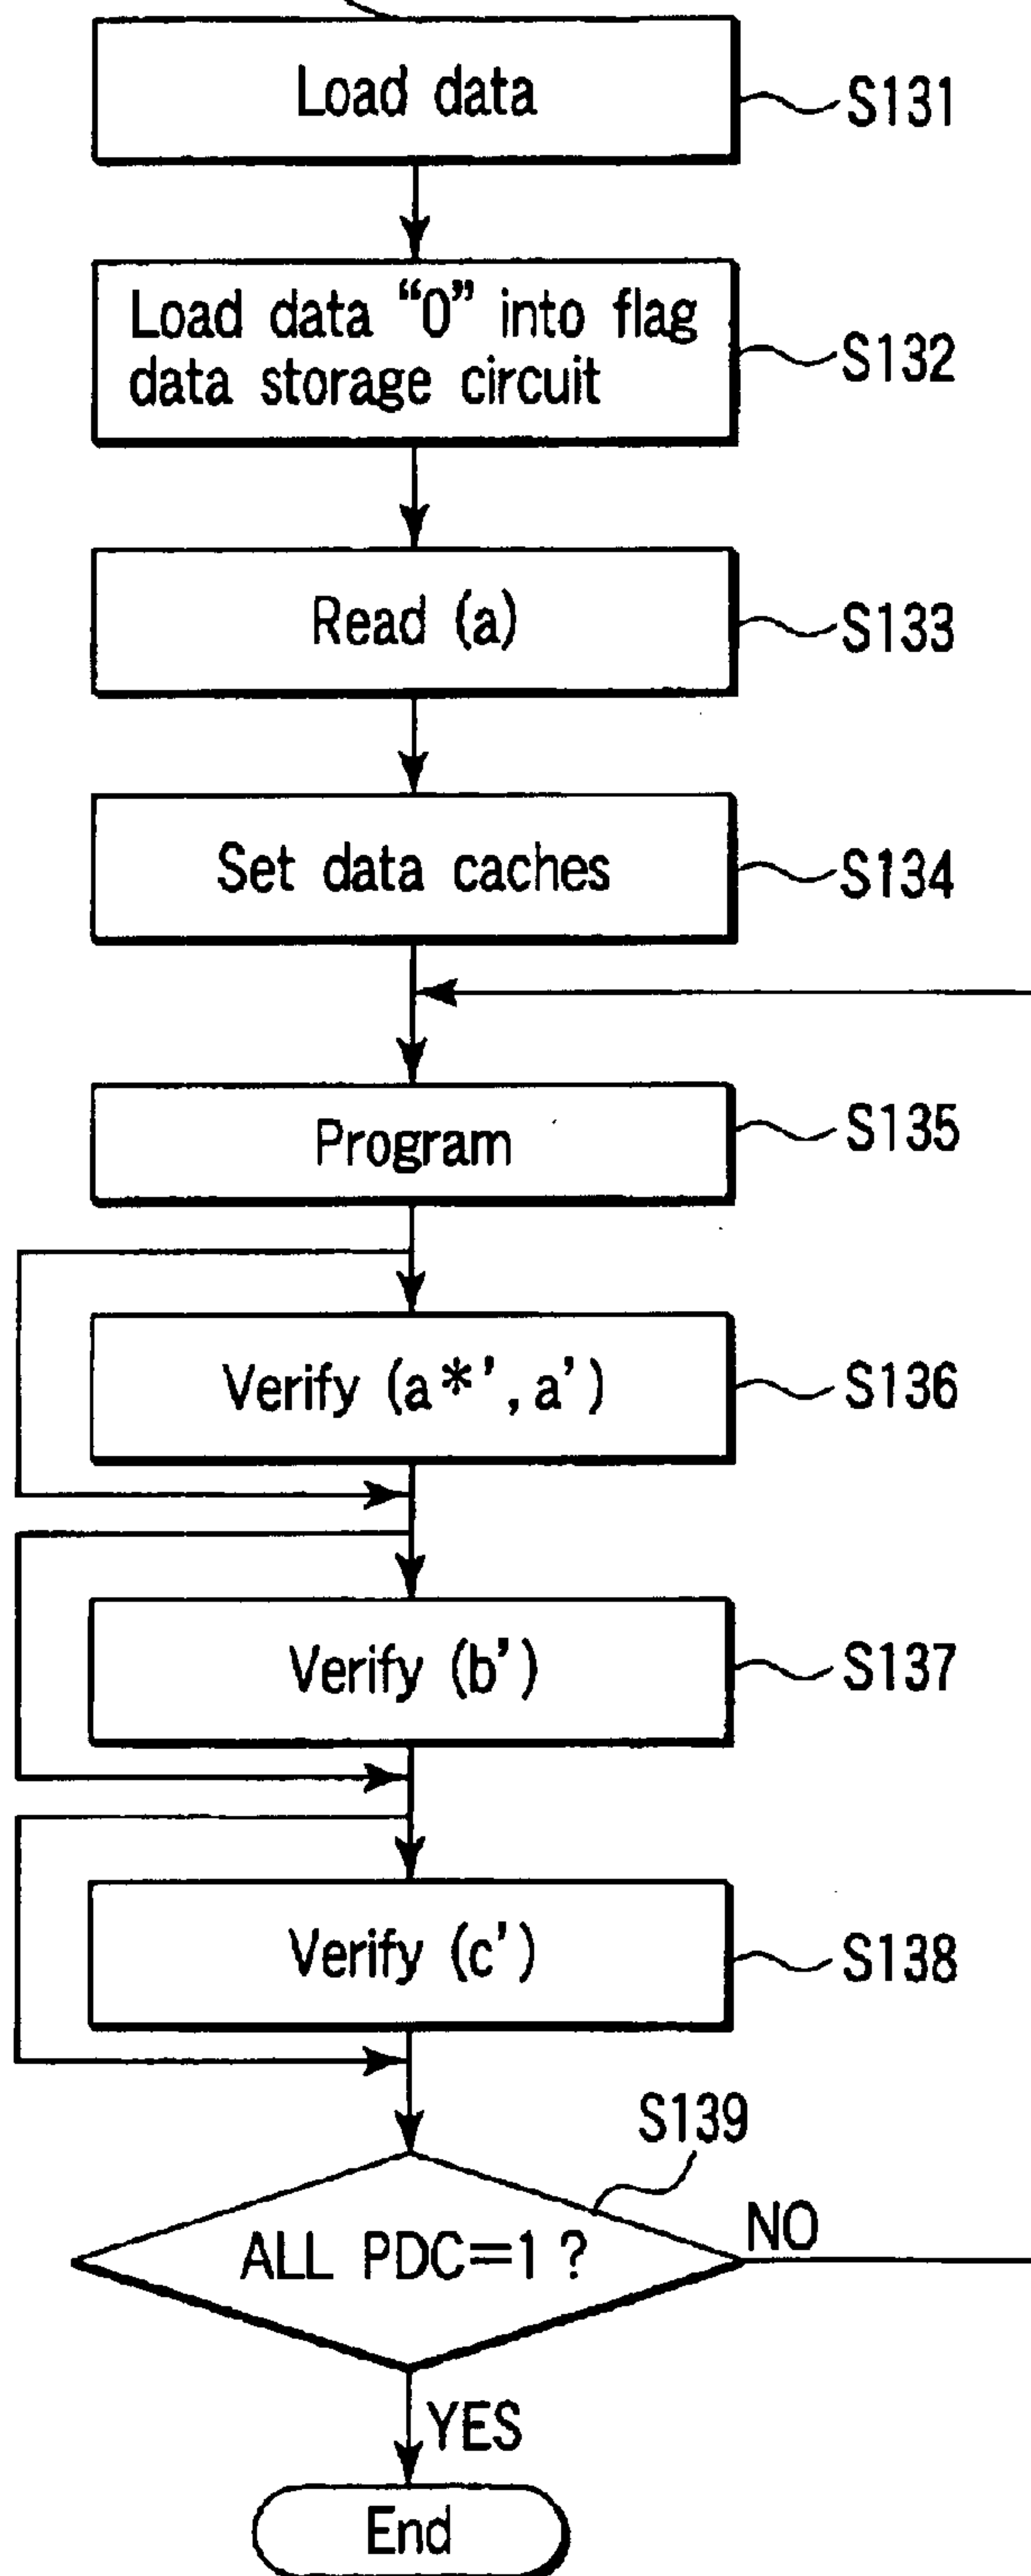 Load data
S131
Load data “0” into flag
data storage circuit
S132
Read (a)
S133
Set data caches
S134
Program
S135
Verify (a*’, a’)
S136
Verify (b’)
S137
Verify (c’)
S138
S139
ALL PDC=1 ?
NO
YES
End